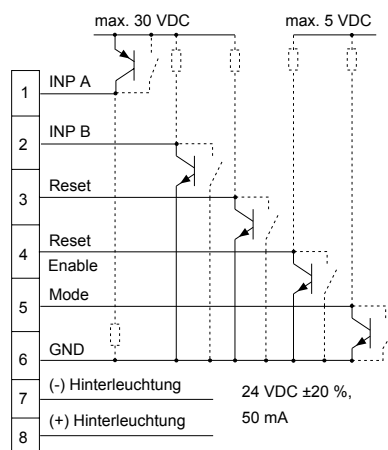 max. 30 VDC
max. 5 VDC
1 INP A
2 INP B
3 Reset
4 Reset
Enable
5 Mode
6 GND
7 (-) Hinterleuchtung
8 (+) Hinterleuchtung
24 VDC ±20 %,
50 mA